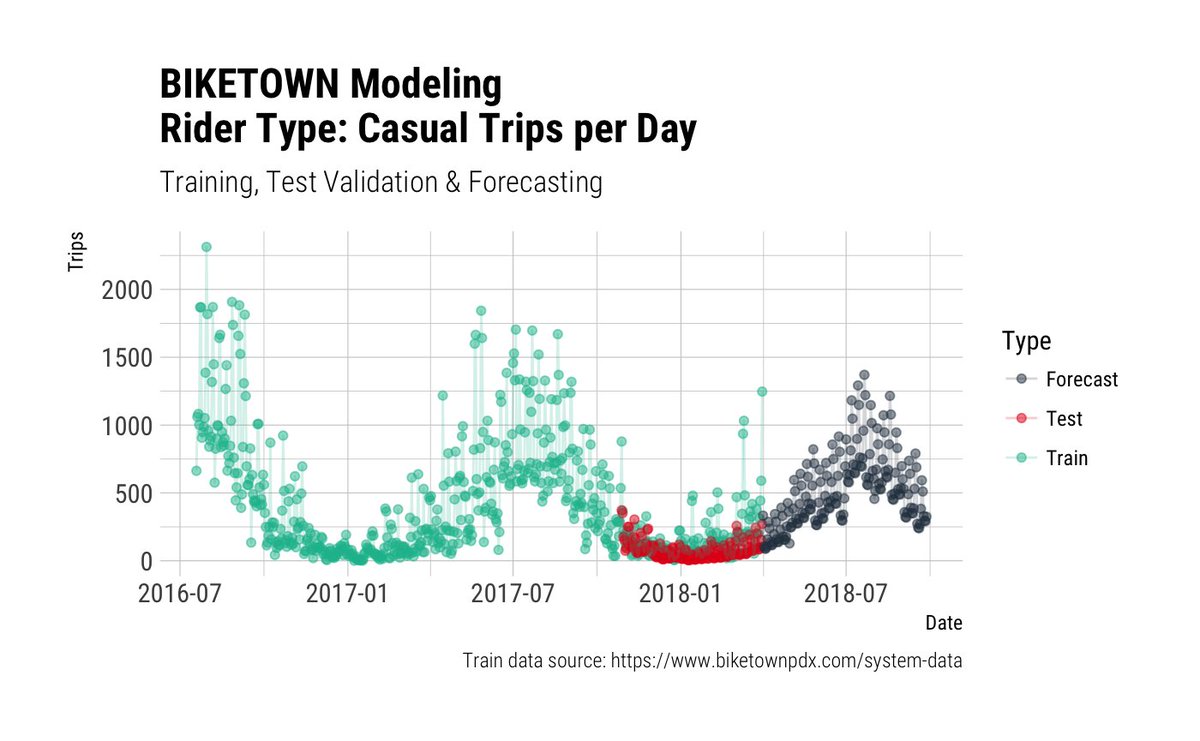 BIKETOWN Modeling
Rider Type: Casual Trips per Day
Training, Test Validation & Forecasting
Trips
2000
1500
1000
500
0
2016-07 2017-01 2017-07 2018-01 2018-07
Date
Type
Forecast
Test
Train
Train data source: https://www.biketownpdx.com/system-data